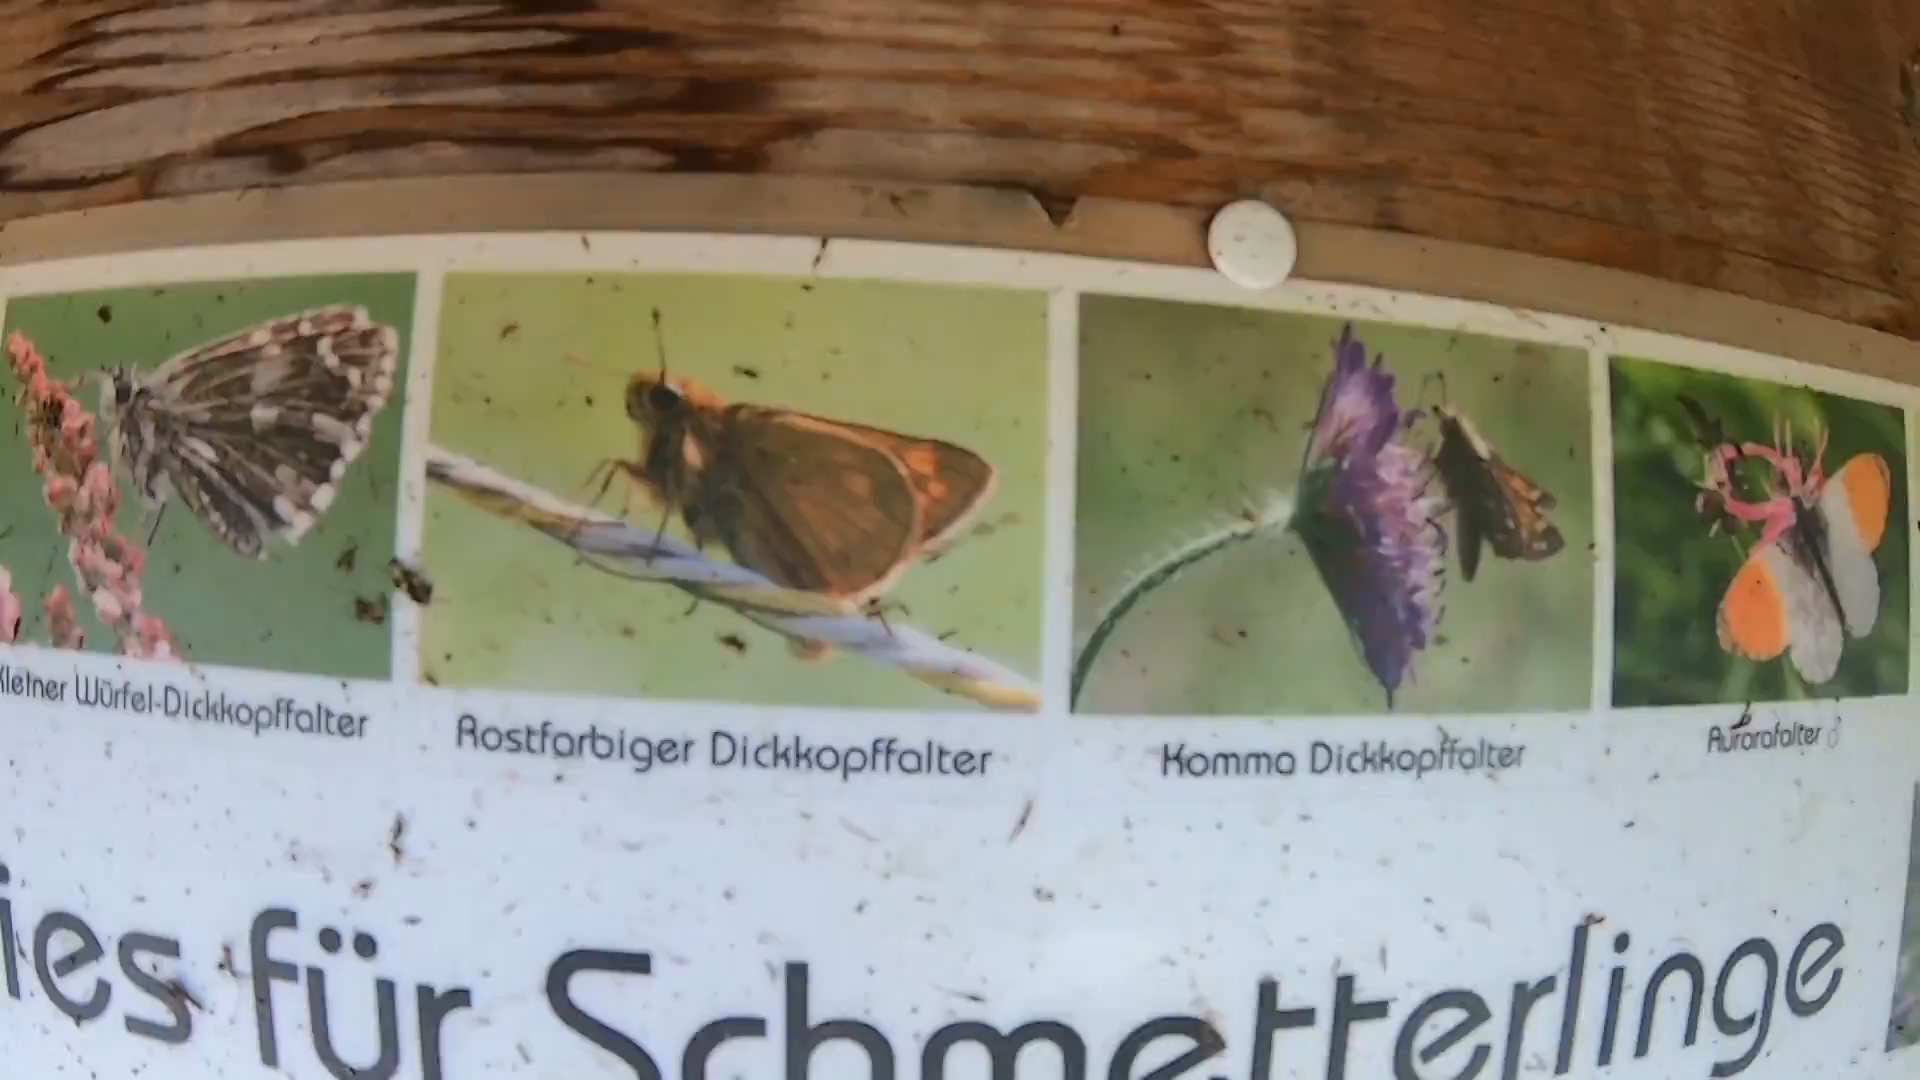 Kleiner Würfel-Dickkopffalter
Rostfarbiger Dickkopffalter
Komma Dickkopffalter
Aurorafalter ♂
ies für Schmetterlinge